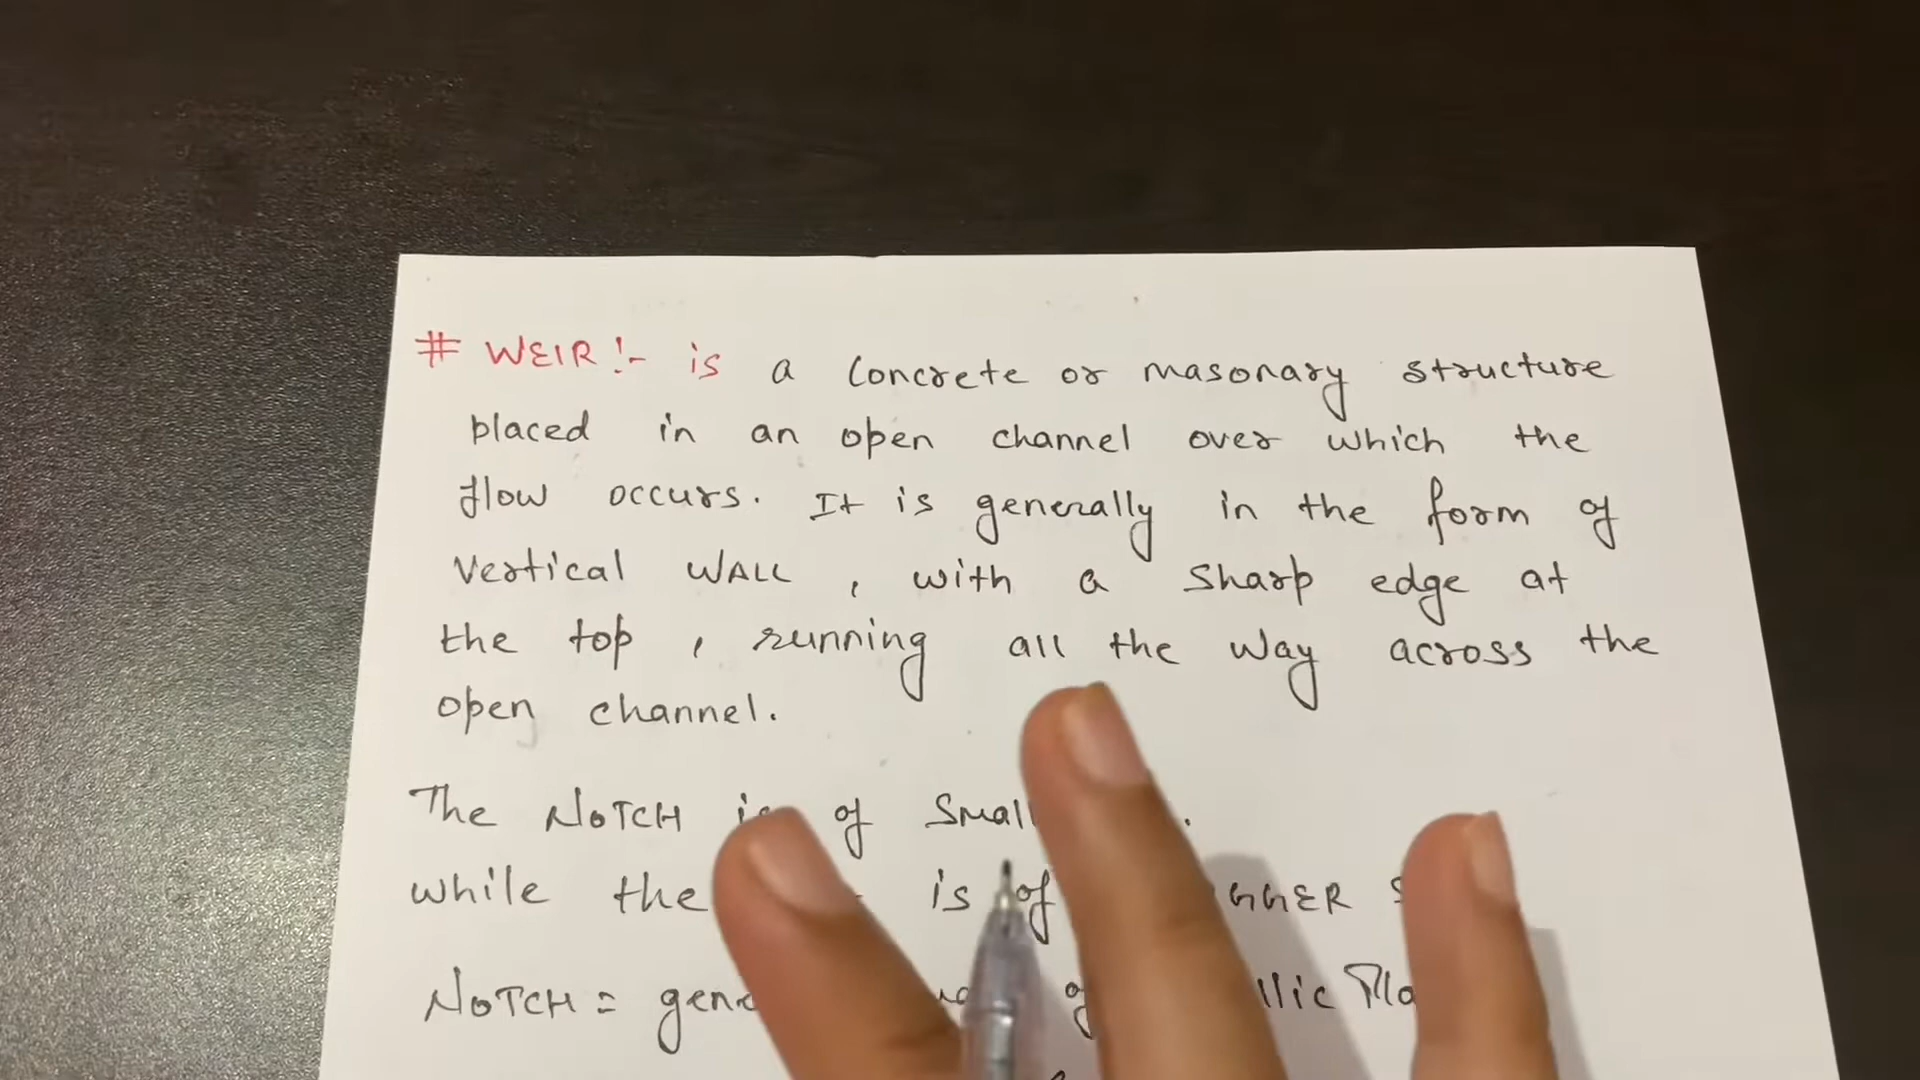 # WEIR :- is a concrete or masonary structure
placed in an open channel over which the
flow occurs. It is generally in the form of
vertical WALL , with a sharp edge at
the top , running all the way across the
open channel.
The NOTCH is of small
while the is of
NOTCH =